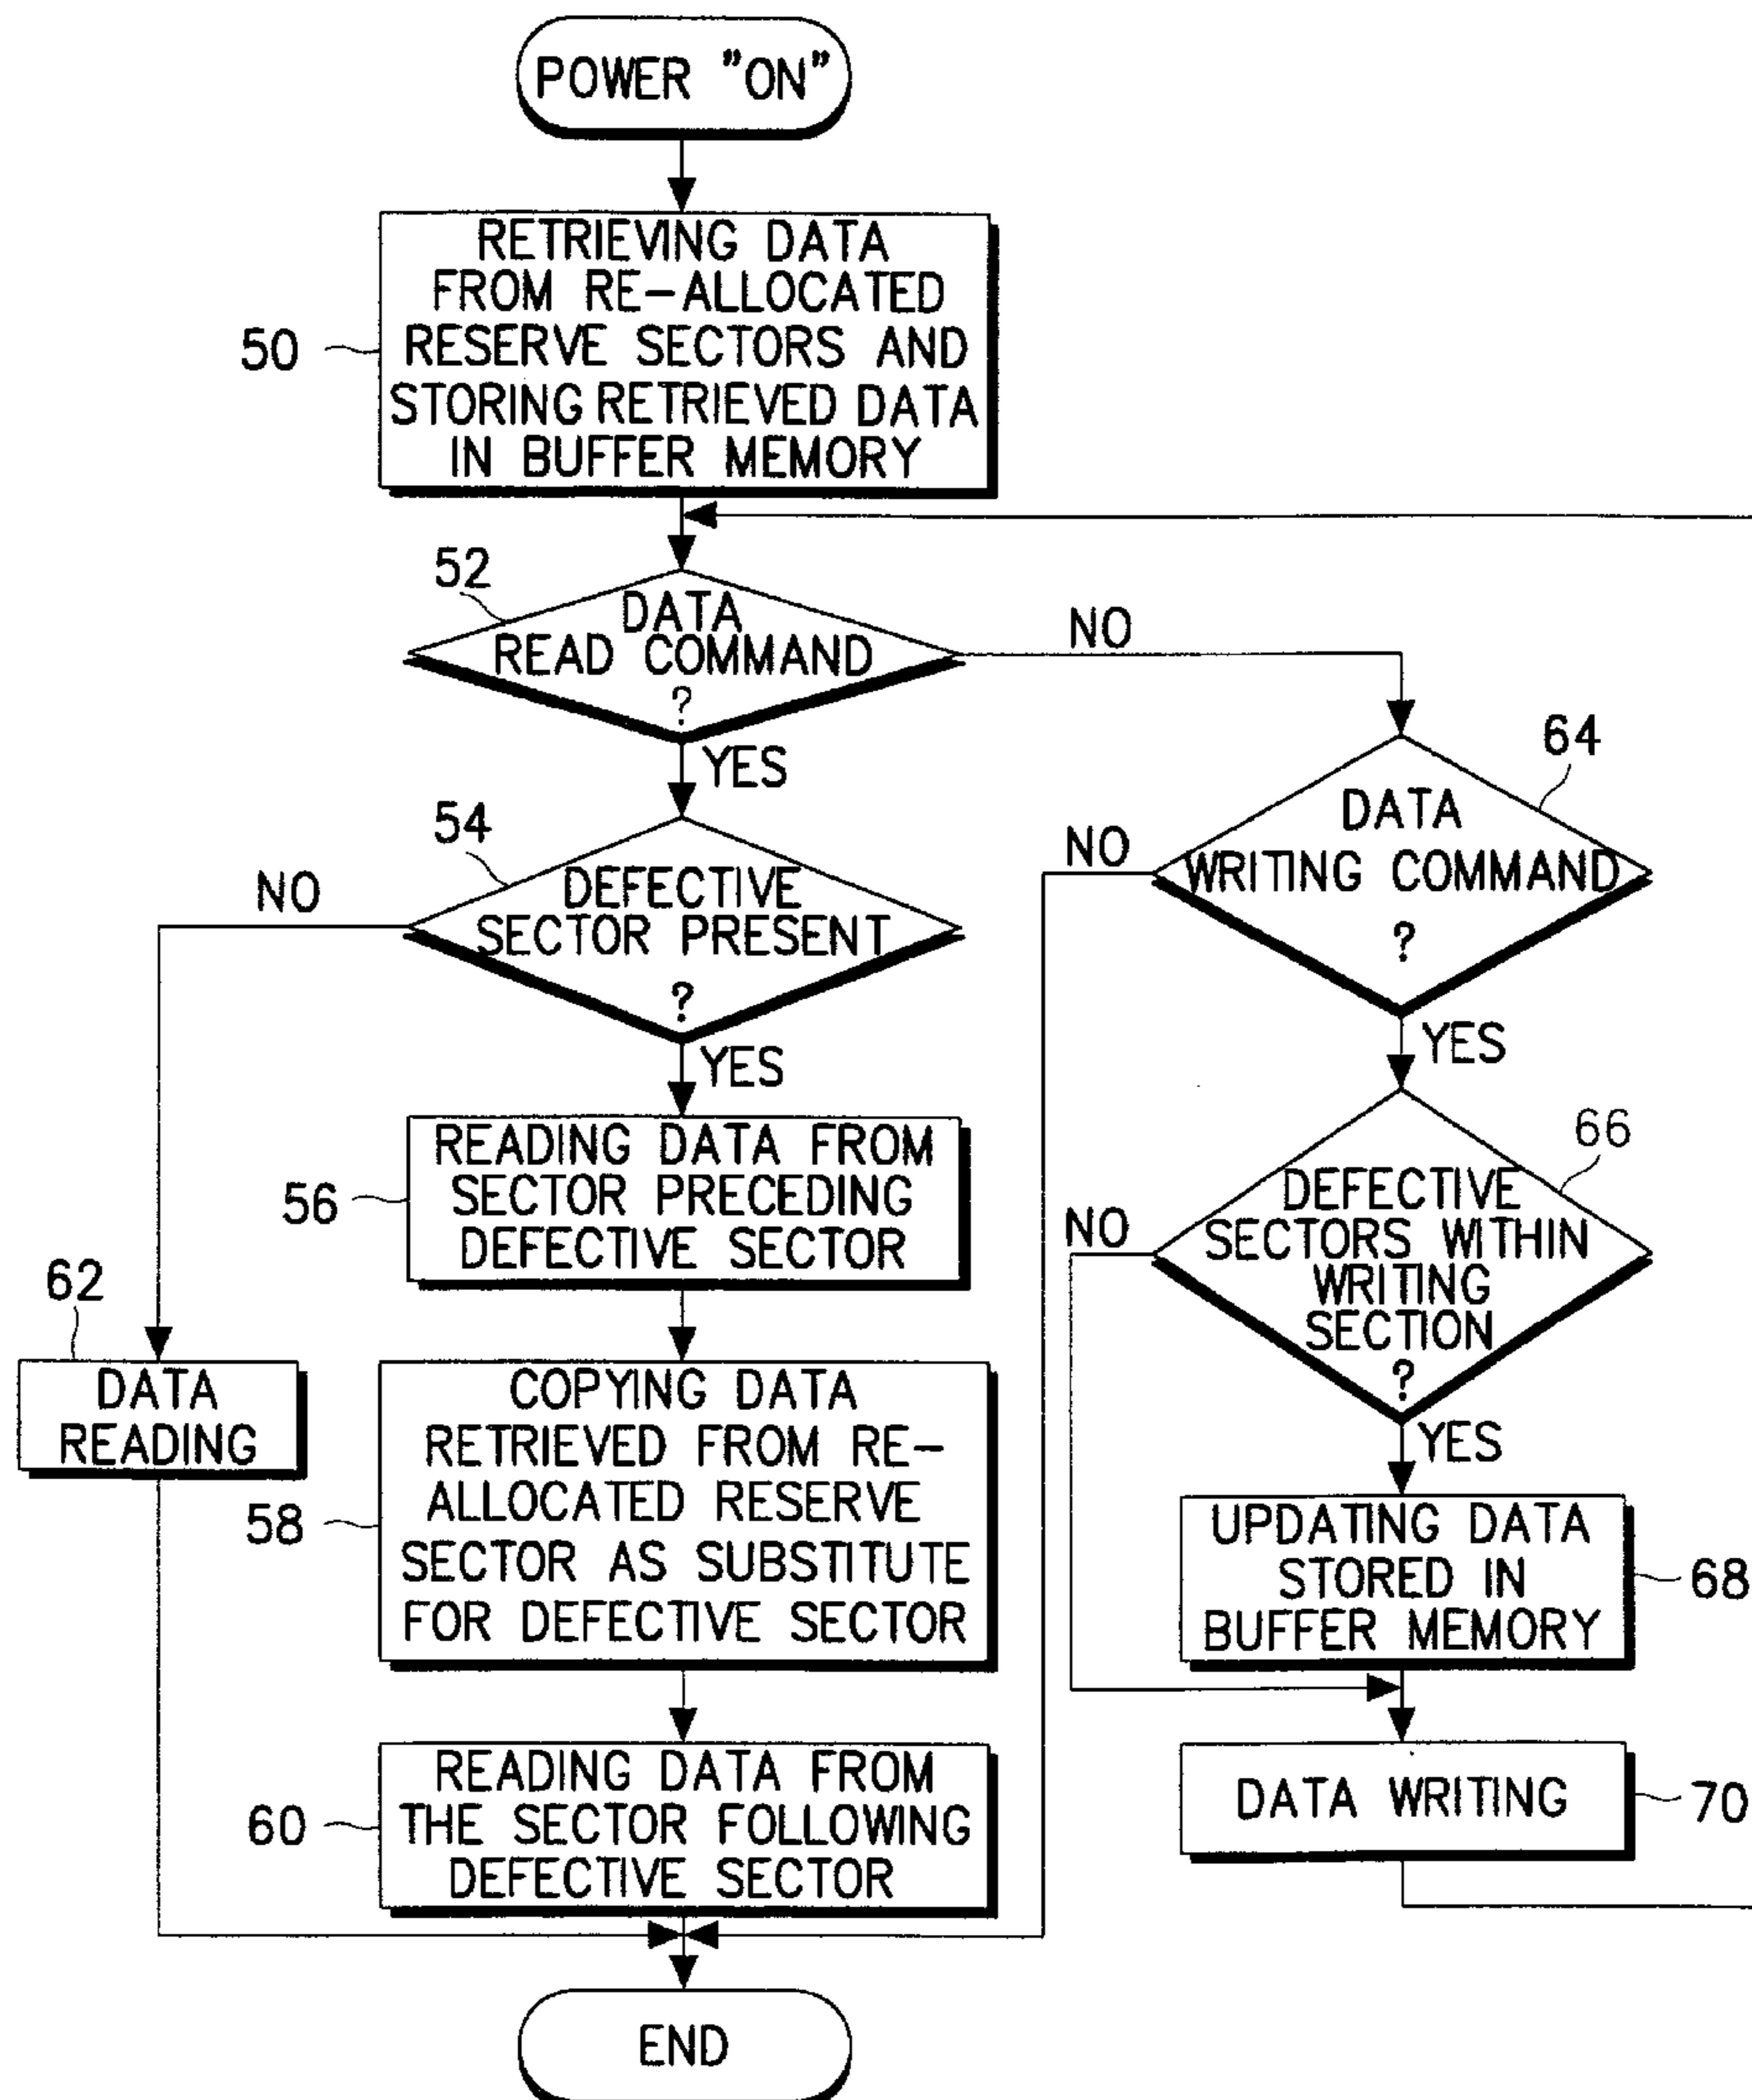 POWER "ON"
50
RETRIEVING DATA
FROM RE-ALLOCATED
RESERVE SECTORS AND
STORING RETRIEVED DATA
IN BUFFER MEMORY
52
DATA
READ COMMAND
?
NO
YES
54
DEFECTIVE
SECTOR PRESENT
?
NO
YES
56
READING DATA FROM
SECTOR PRECEDING
DEFECTIVE SECTOR
62
DATA
READING
58
COPYING DATA
RETRIEVED FROM RE-
ALLOCATED RESERVE
SECTOR AS SUBSTITUTE
FOR DEFECTIVE SECTOR
60
READING DATA FROM
THE SECTOR FOLLOWING
DEFECTIVE SECTOR
END
64
DATA
WRITING COMMAND
?
NO
YES
66
DEFECTIVE
SECTORS WITHIN
WRITING
SECTION
?
NO
YES
UPDATING DATA
STORED IN
BUFFER MEMORY
68
DATA WRITING
70